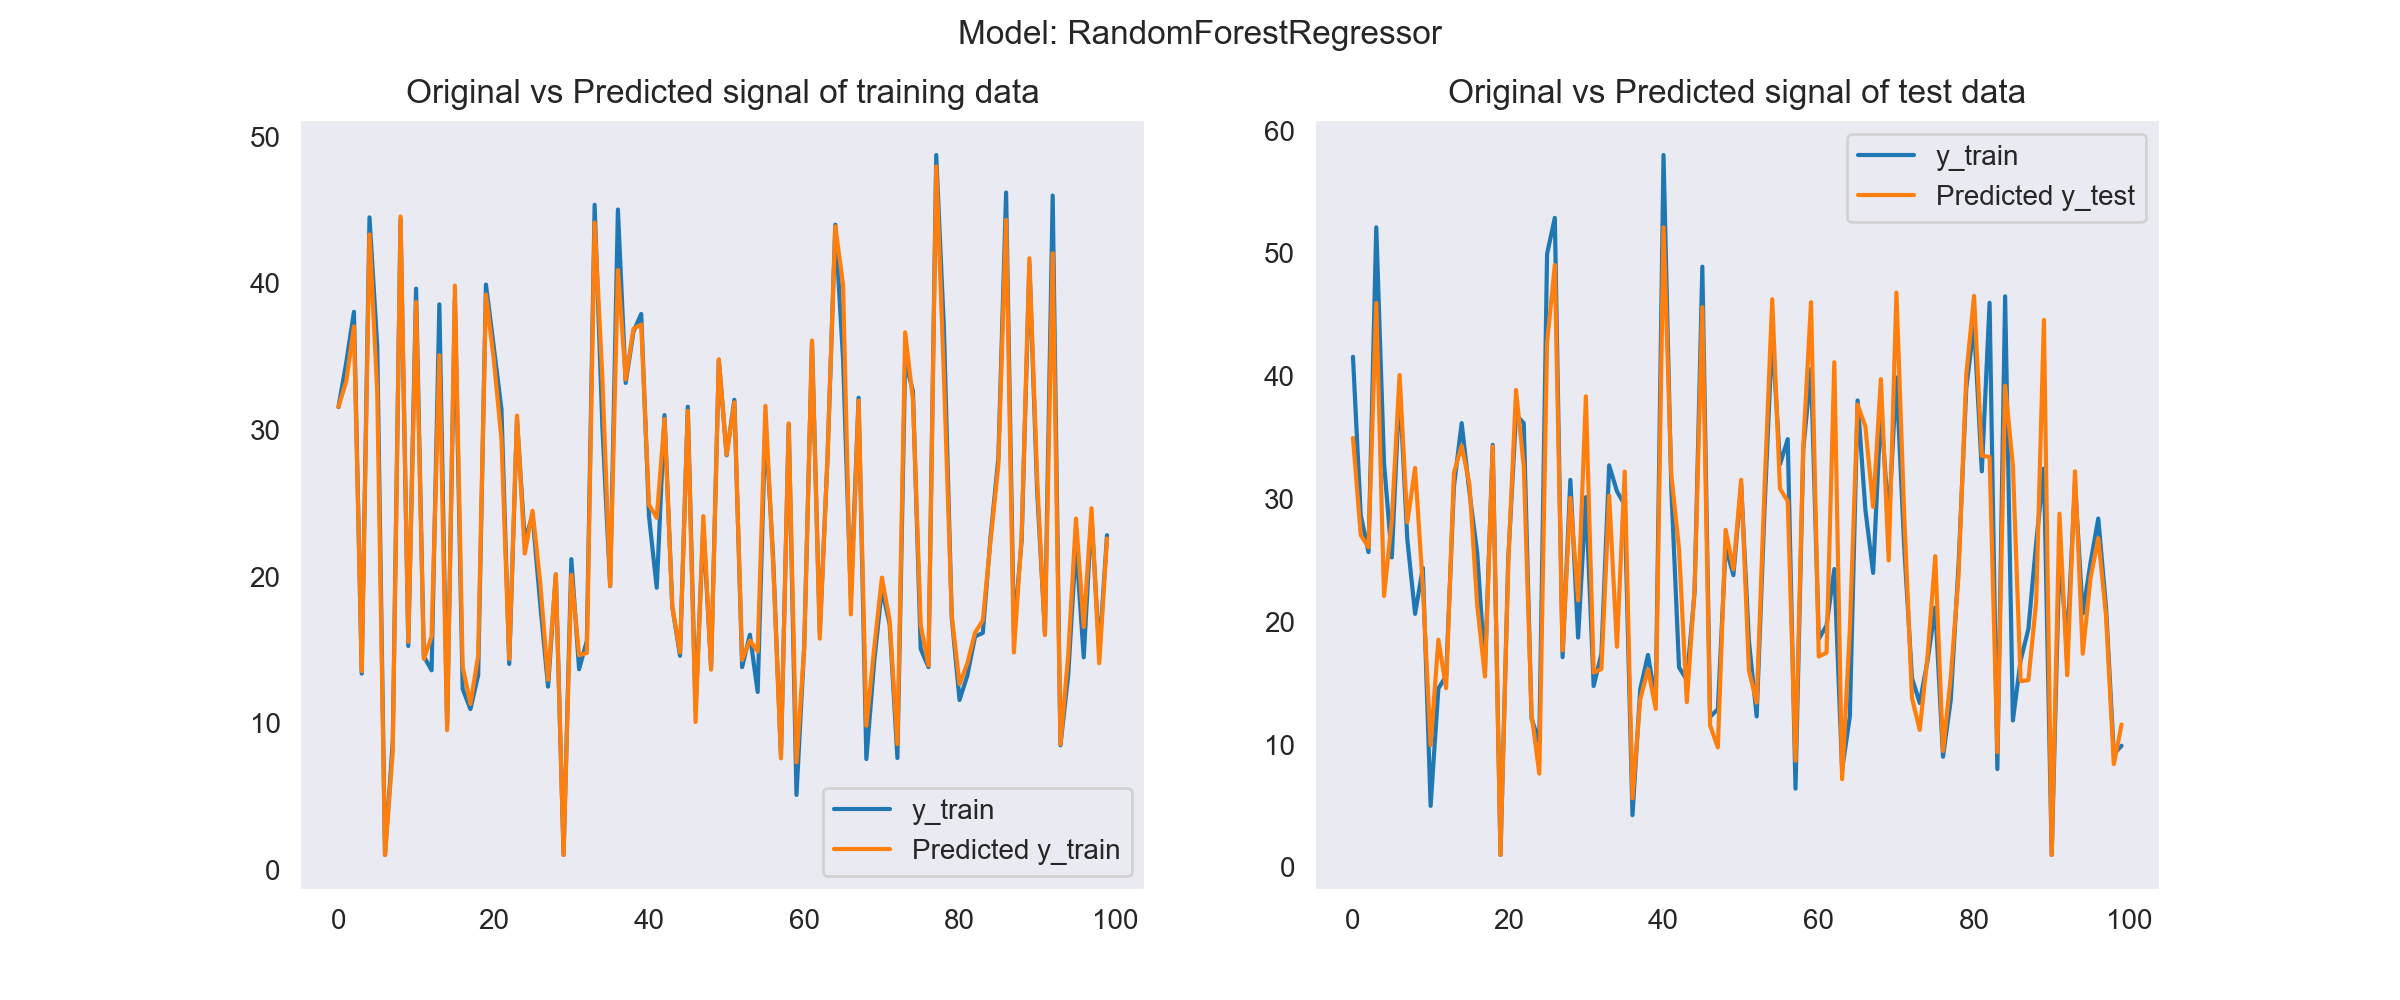 Model: RandomForestRegressor
Original vs Predicted signal of training data
50
40
30
20
10
0
0 20 40 60 80 100
y_train
Predicted y_train
Original vs Predicted signal of test data
60
50
40
30
20
10
0
0 20 40 60 80 100
y_train
Predicted y_test